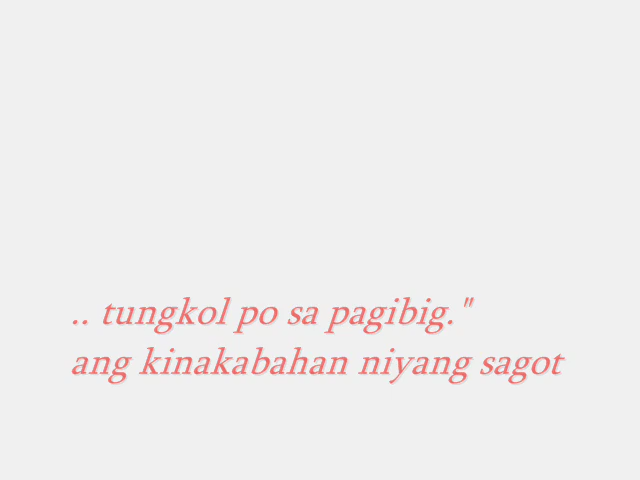 .. tungkol po sa pagibig."
ang kinakabahan niyang sagot